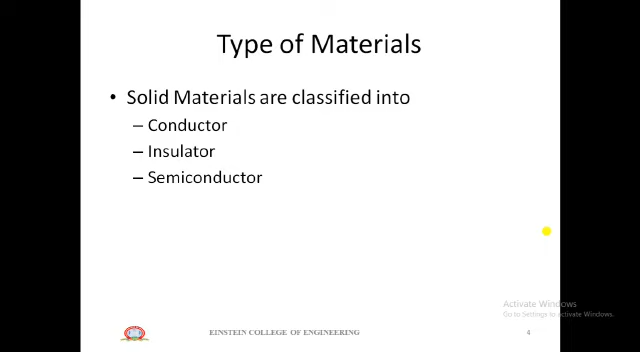 Type of Materials
• Solid Materials are classified into
– Conductor
– Insulator
– Semiconductor
Activate Windows
Go to Settings to activate Windows.
EINSTEIN COLLEGE OF ENGINEERING
4